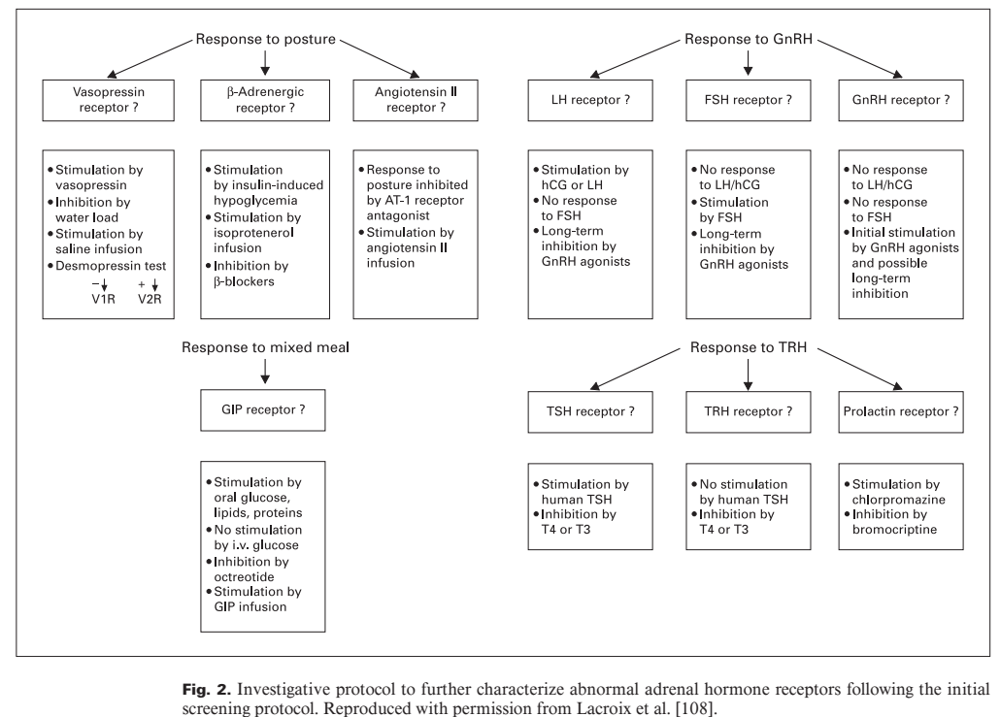 Response to posture
Vasopressin
receptor ?
β-Adrenergic
receptor ?
Angiotensin II
receptor ?
• Stimulation by
vasopressin
• Inhibition by
water load
• Stimulation by
saline infusion
• Desmopressin test
− ↓ + ↓
V1R V2R
• Stimulation
by insulin-induced
hypoglycemia
• Stimulation by
isoprotenerol
infusion
• Inhibition by
β-blockers
• Response to
posture inhibited
by AT-1 receptor
antagonist
• Stimulation by
angiotensin II
infusion
Response to GnRH
LH receptor ?
FSH receptor ?
GnRH receptor ?
• Stimulation by
hCG or LH
• No response
to FSH
• Long-term
inhibition by
GnRH agonists
• No response
to LH/hCG
• Stimulation
by FSH
• Long-term
inhibition by
GnRH agonists
• No response
to LH/hCG
• No response
to FSH
• Initial stimulation
by GnRH agonists
and possible
long-term
inhibition
Response to mixed meal
GIP receptor ?
• Stimulation by
oral glucose,
lipids, proteins
• No stimulation
by i.v. glucose
• Inhibition by
octreotide
• Stimulation by
GIP infusion
Response to TRH
TSH receptor ?
TRH receptor ?
Prolactin receptor ?
• Stimulation by
human TSH
• Inhibition by
T4 or T3
• No stimulation
by human TSH
• Inhibition by
T4 or T3
• Stimulation by
chlorpromazine
• Inhibition by
bromocriptine
Fig. 2. Investigative protocol to further characterize abnormal adrenal hormone receptors following the initial
screening protocol. Reproduced with permission from Lacroix et al. [108].